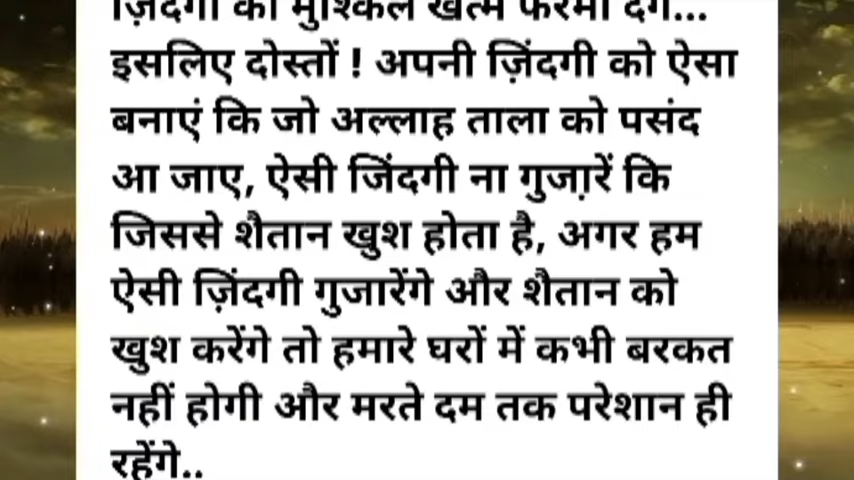 ज़िंदगी की मुश्किल खत्म फरमा देंगे...
इसलिए दोस्तों ! अपनी ज़िंदगी को ऐसा
बनाएं कि जो अल्लाह ताला को पसंद
आ जाए, ऐसी जिंदगी ना गुजा़रें कि
जिससे शैतान खुश होता है, अगर हम
ऐसी ज़िंदगी गुजारेंगे और शैतान को
खुश करेंगे तो हमारे घरों में कभी बरकत
नहीं होगी और मरते दम तक परेशान ही
रहेंगे..